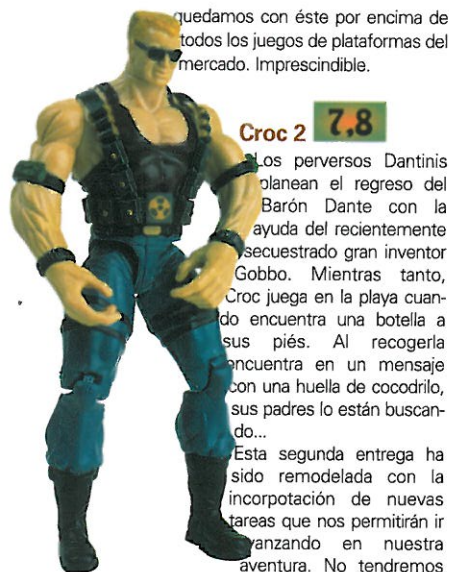 quedamos con éste por encima de
todos los juegos de plataformas del
mercado. Imprescindible.
Croc 2 7,8
Los perversos Dantinis
planean el regreso del
Barón Dante con la
ayuda del recientemente
secuestrado gran inventor
Gobbo. Mientras tanto,
Croc juega en la playa cuan-
do encuentra una botella a
sus piés. Al recogerla
encuentra en un mensaje
con una huella de cocodrilo,
sus padres lo están buscan-
do...
Esta segunda entrega ha
sido remodelada con la
incorpotación de nuevas
tareas que nos permitirán ir
avanzando en nuestra
aventura. No tendremos